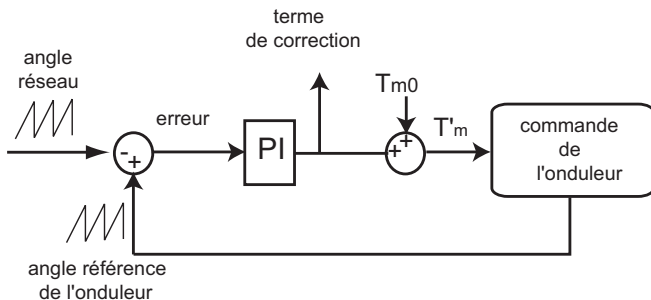 terme
de correction
angle
réseau
Tm0
erreur
T'm
commande
de
l'onduleur
PI
-
+
+
+
angle référence
de l'onduleur